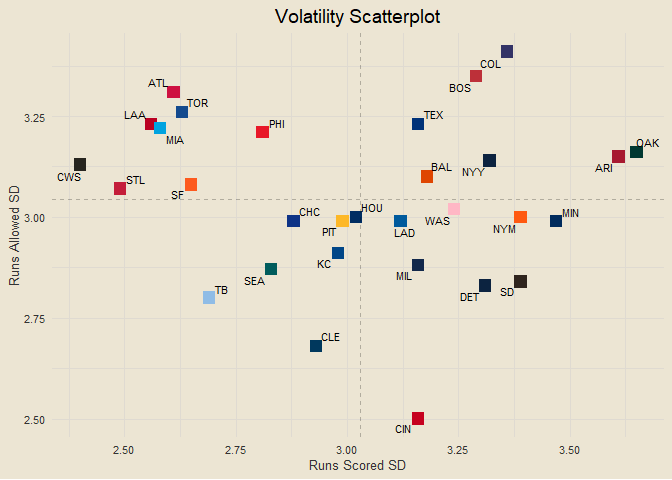 Volatility Scatterplot
COL
BOS
ATL
TOR
LAA
MIA
PHI
TEX
CWS
STL
SF
BAL
NYY
OAK
ARI
CHC
PIT
HOU
LAD
WAS
NYM
MIN
KC
SEA
MIL
TB
DET
SD
CLE
CIN
3.25
3.00
2.75
2.50
Runs Allowed SD
2.50 2.75 3.00 3.25 3.50
Runs Scored SD